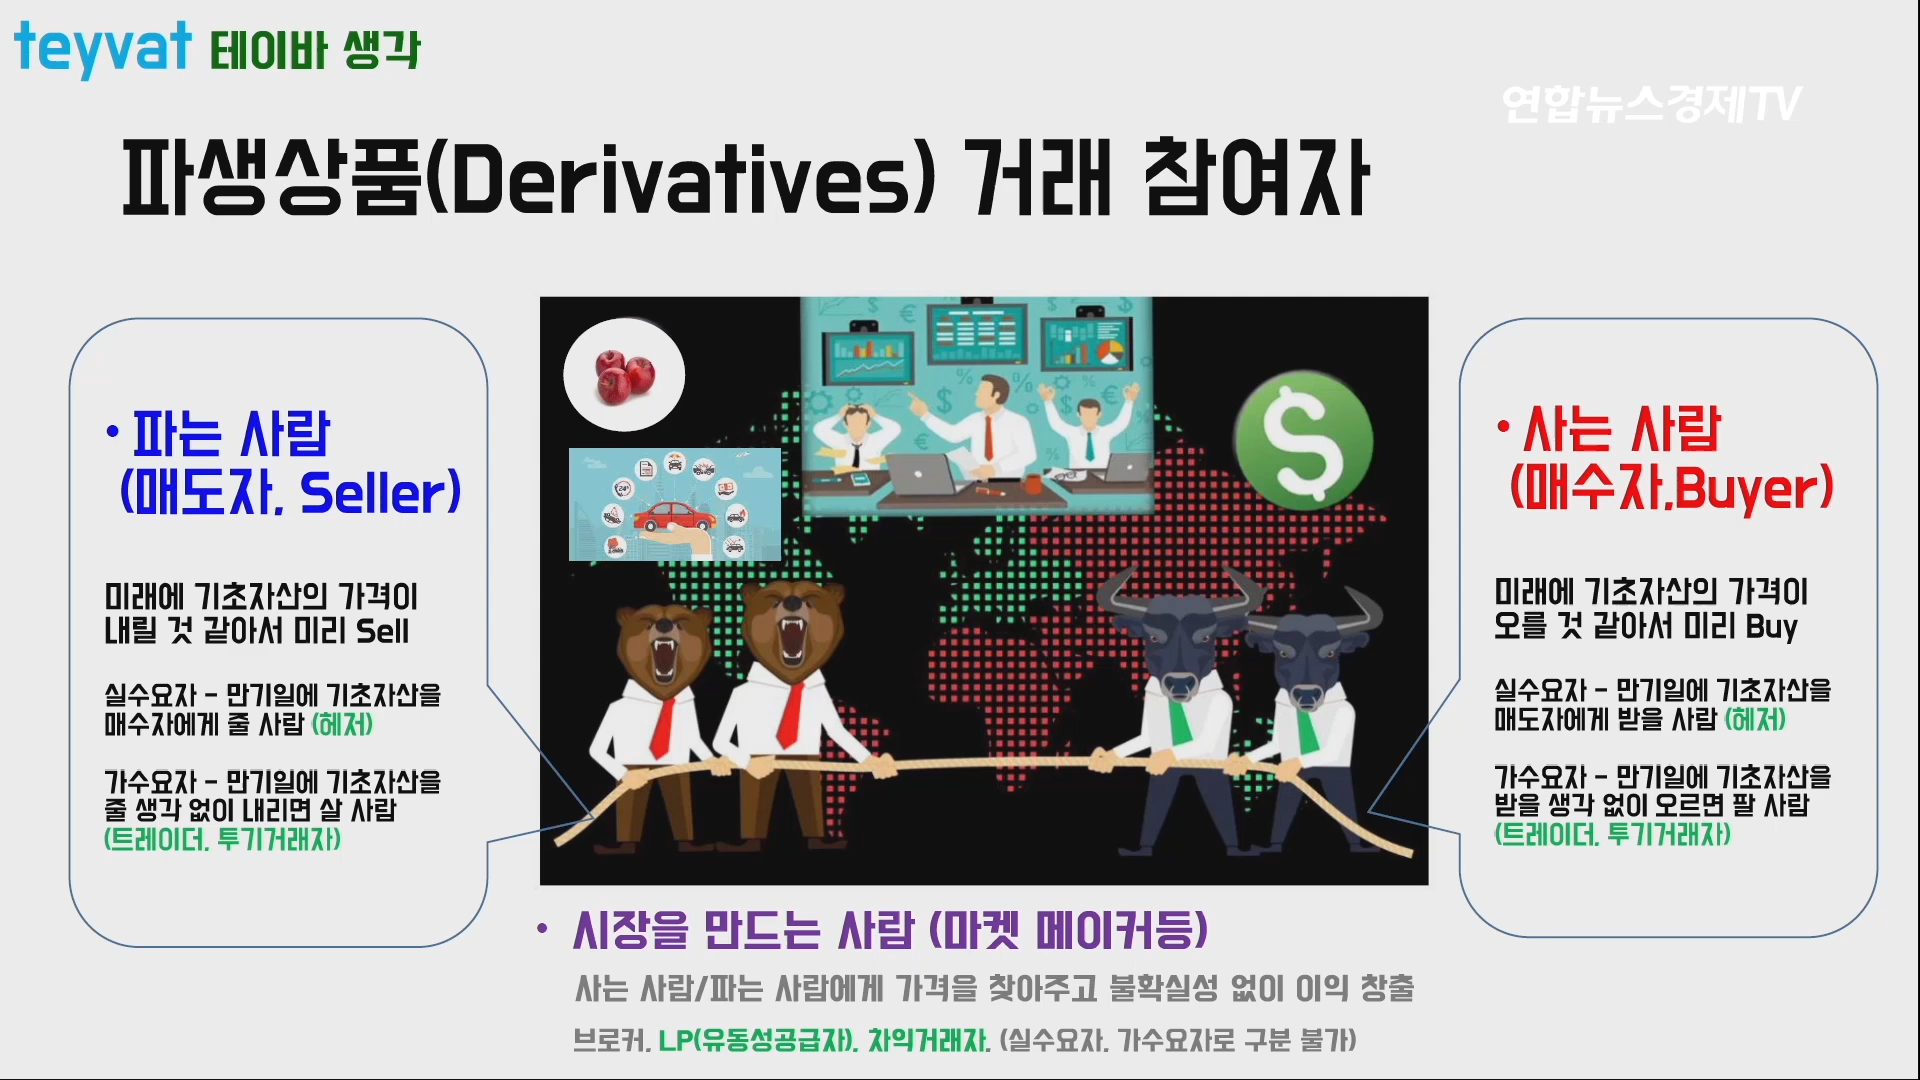 teyvat 테이바 생각
연합뉴스경제TV
파생상품(Derivatives) 거래 참여자
• 파는 사람
(매도자, Seller)
미래에 기초자산의 가격이
내릴 것 같아서 미리 Sell
실수요자 - 만기일에 기초자산을
매수자에게 줄 사람 (헤저)
가수요자 - 만기일에 기초자산을
줄 생각 없이 내리면 살 사람
(트레이더, 투기거래자)
• 사는 사람
(매수자,Buyer)
미래에 기초자산의 가격이
오를 것 같아서 미리 Buy
실수요자 - 만기일에 기초자산을
매도자에게 받을 사람 (헤저)
가수요자 - 만기일에 기초자산을
받을 생각 없이 오르면 팔 사람
(트레이더, 투기거래자)
• 시장을 만드는 사람 (마켓 메이커등)
사는 사람/파는 사람에게 가격을 찾아주고 불확실성 없이 이익 창출
브로커, LP(유동성공급자), 차익거래자, (실수요자, 가수요자로 구분 불가)